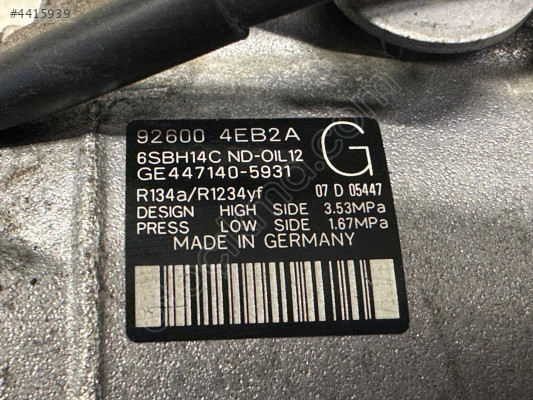 #4415939
92600 4EB2A
6SBH14C ND-OIL12
G
GE447140-5931
R134a/R1234yf 07 D 05447
DESIGN HIGH SIDE 3.53MPa
PRESS LOW SIDE 1.67MPa
MADE IN GERMANY